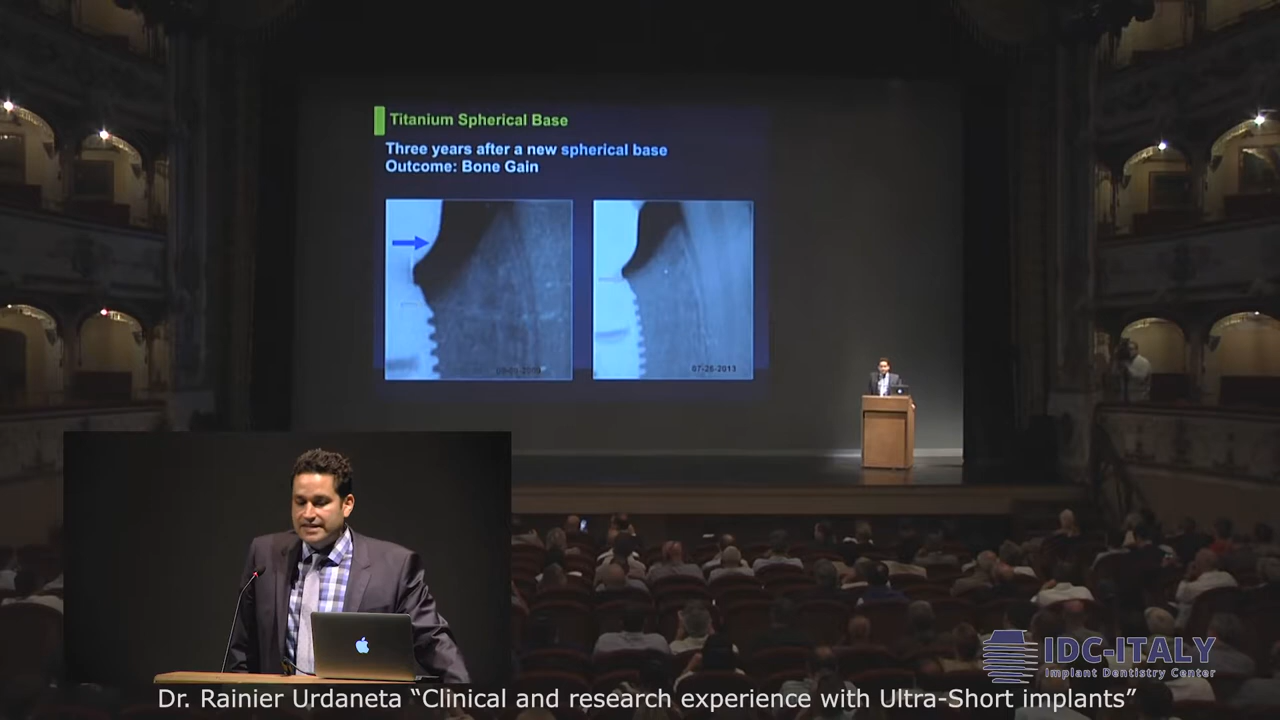 Titanium Spherical Base
Three years after a new spherical base
Outcome: Bone Gain
07-26-2013
IDC-ITALY
Implant Dentistry Center
Dr. Rainier Urdaneta “Clinical and research experience with Ultra-Short implants”